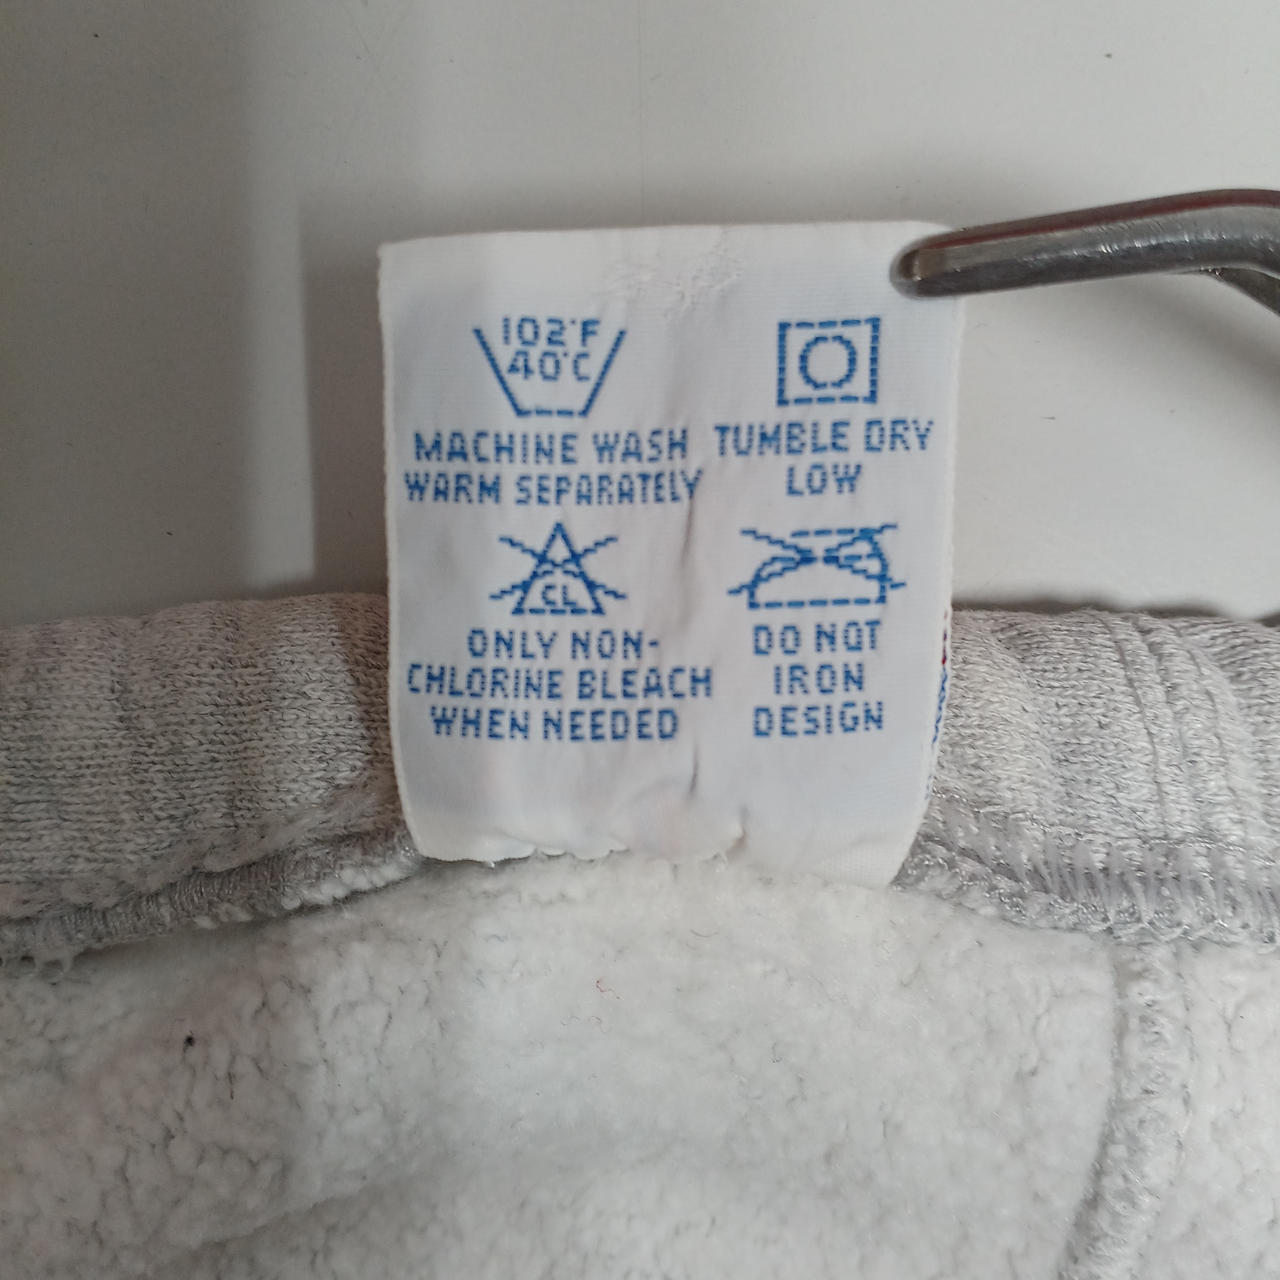 102°F
40°C
MACHINE WASH
WARM SEPARATELY
TUMBLE DRY
LOW
CL
ONLY NON-
CHLORINE BLEACH
WHEN NEEDED
DO NOT
IRON
DESIGN